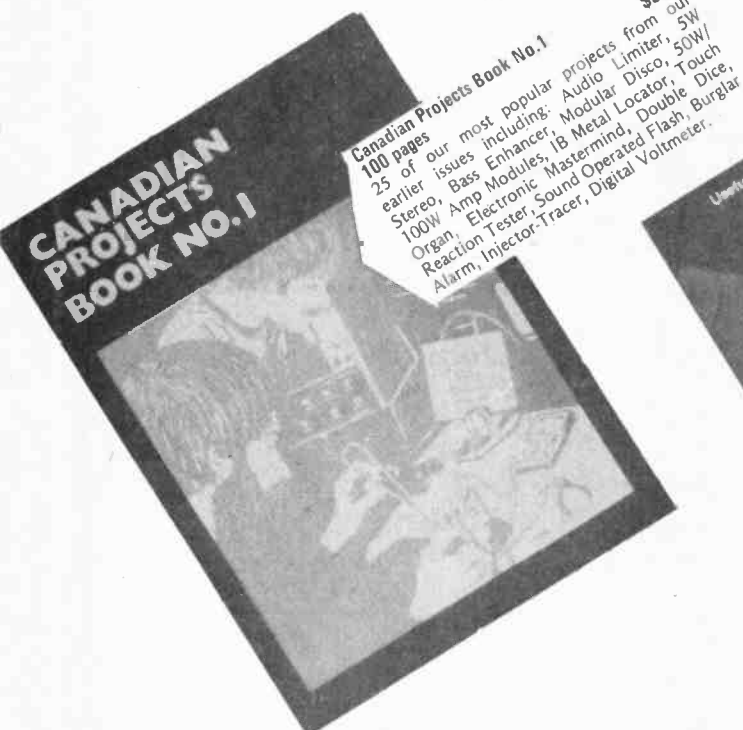 Canadian Projects Book No.1
100 pages
25 of our most popular projects from our
earlier issues including: Audio Limiter, 5W
Stereo, Bass Enhancer, Modular Disco, 50W/
100W Amp Modules, IB Metal Locator, Touch
Organ, Electronic Mastermind, Double Dice,
Reaction Tester, Sound Operated Flash, Burglar
Alarm, Injector-Tracer, Digital Voltmeter.
CANADIAN
PROJECTS
BOOK NO.1